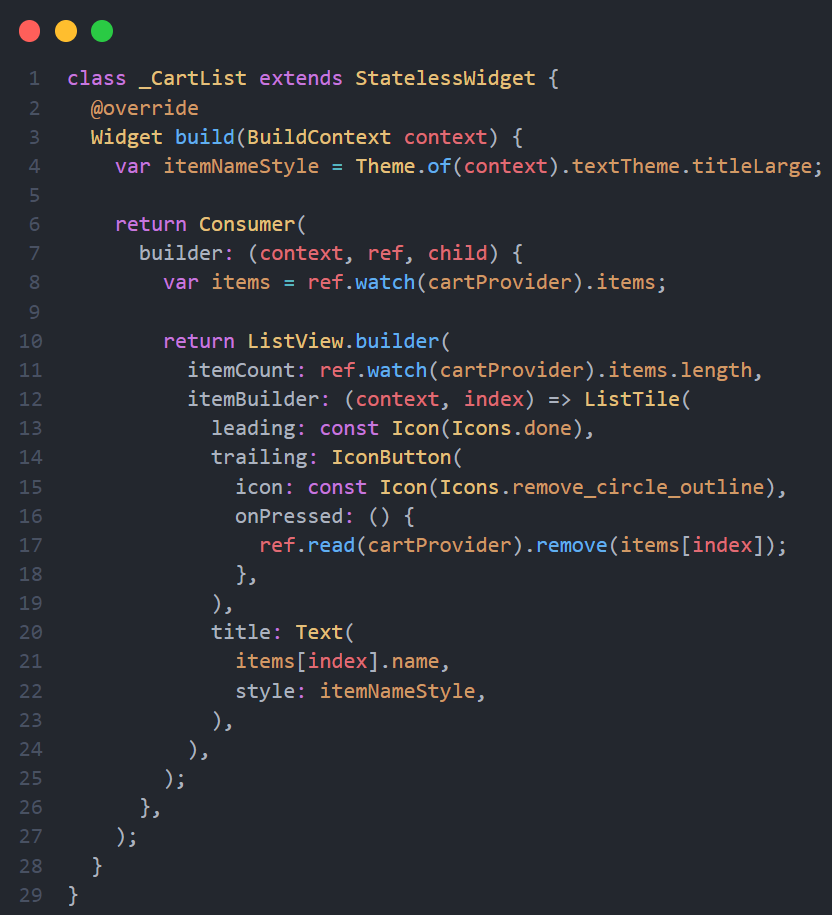 1 class _CartList extends StatelessWidget {
2   @override
3   Widget build(BuildContext context) {
4     var itemNameStyle = Theme.of(context).textTheme.titleLarge;
5
6     return Consumer(
7       builder: (context, ref, child) {
8         var items = ref.watch(cartProvider).items;
9
10         return ListView.builder(
11           itemCount: ref.watch(cartProvider).items.length,
12           itemBuilder: (context, index) => ListTile(
13             leading: const Icon(Icons.done),
14             trailing: IconButton(
15               icon: const Icon(Icons.remove_circle_outline),
16               onPressed: () {
17                 ref.read(cartProvider).remove(items[index]);
18               },
19             ),
20             title: Text(
21               items[index].name,
22               style: itemNameStyle,
23             ),
24           ),
25         );
26       },
27     );
28   }
29 }